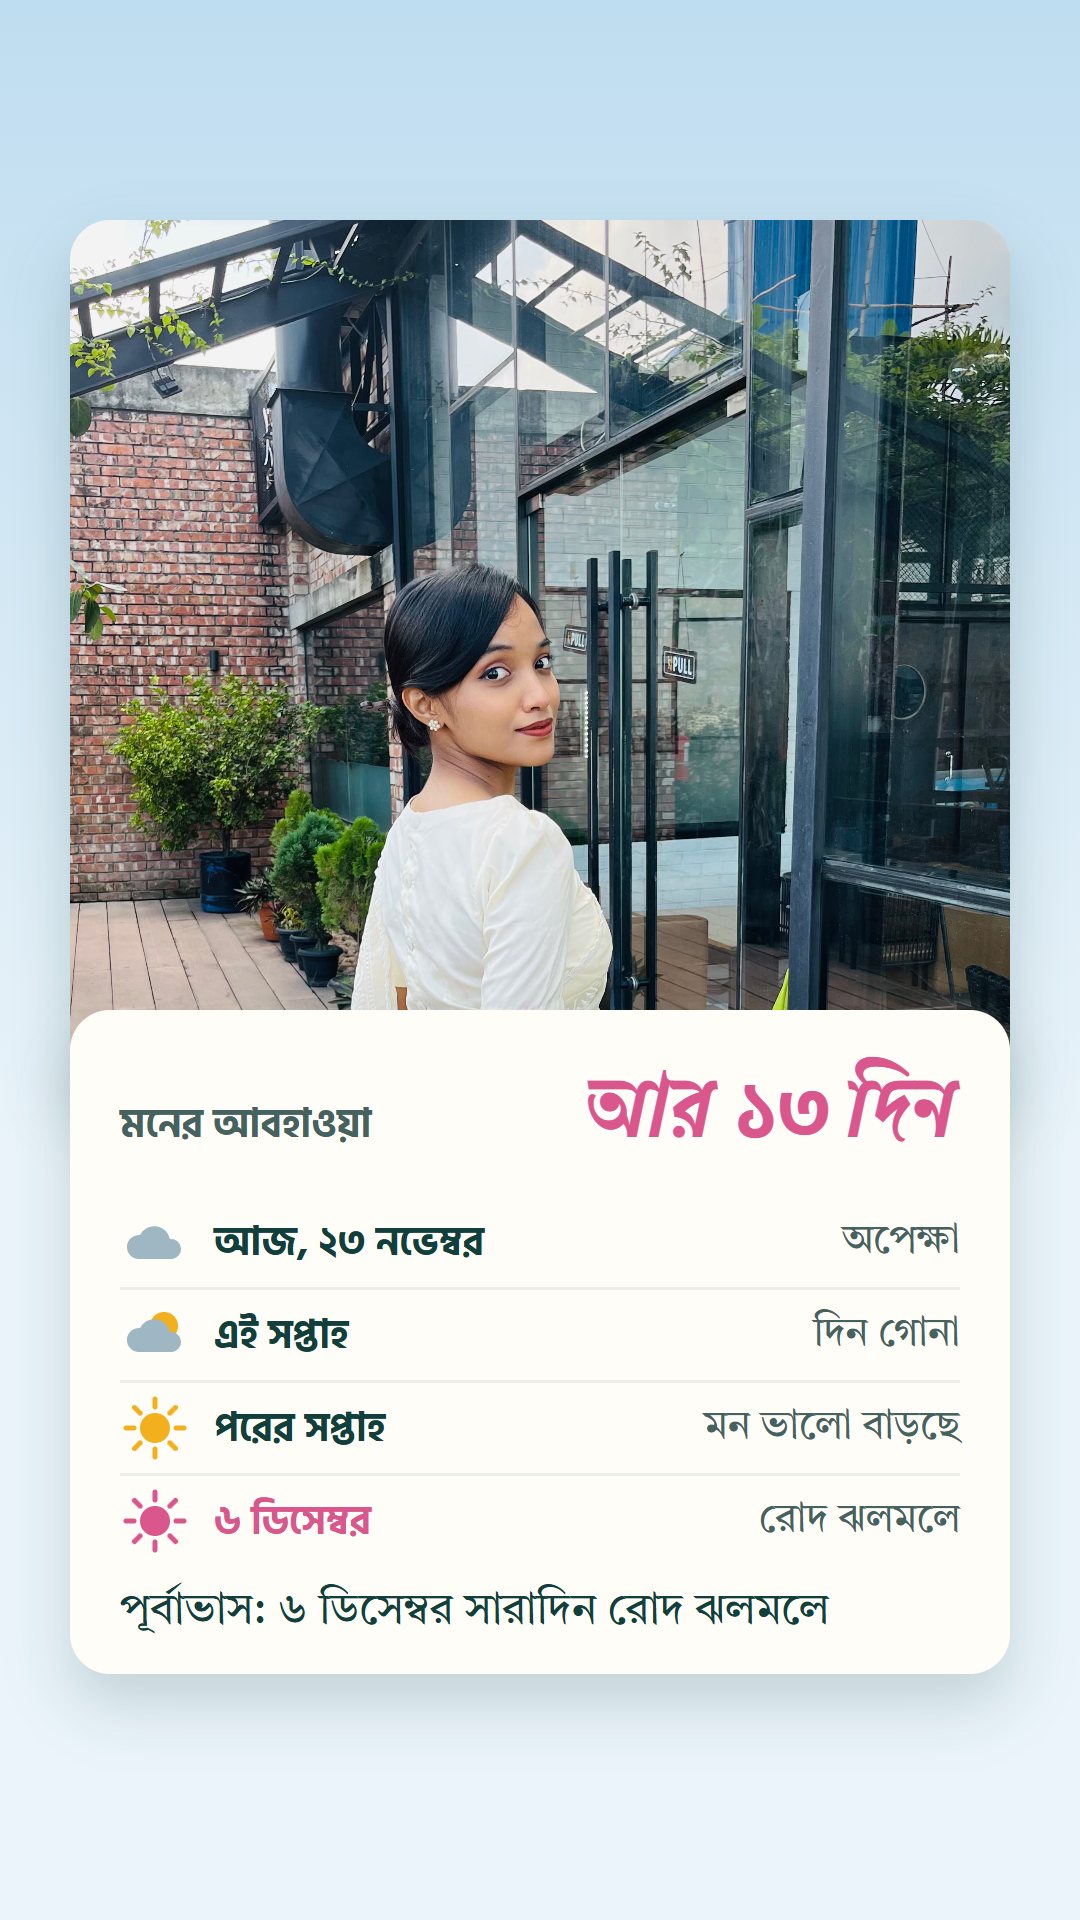 PULL
PULL
মনের আবহাওয়া
আর ১৩ দিন
আজ, ২৩ নভেম্বর
অপেক্ষা
এই সপ্তাহ
দিন গোনা
পরের সপ্তাহ
মন ভালো বাড়ছে
৬ ডিসেম্বর
রোদ ঝলমলে
পূর্বাভাস: ৬ ডিসেম্বর সারাদিন রোদ ঝলমলে